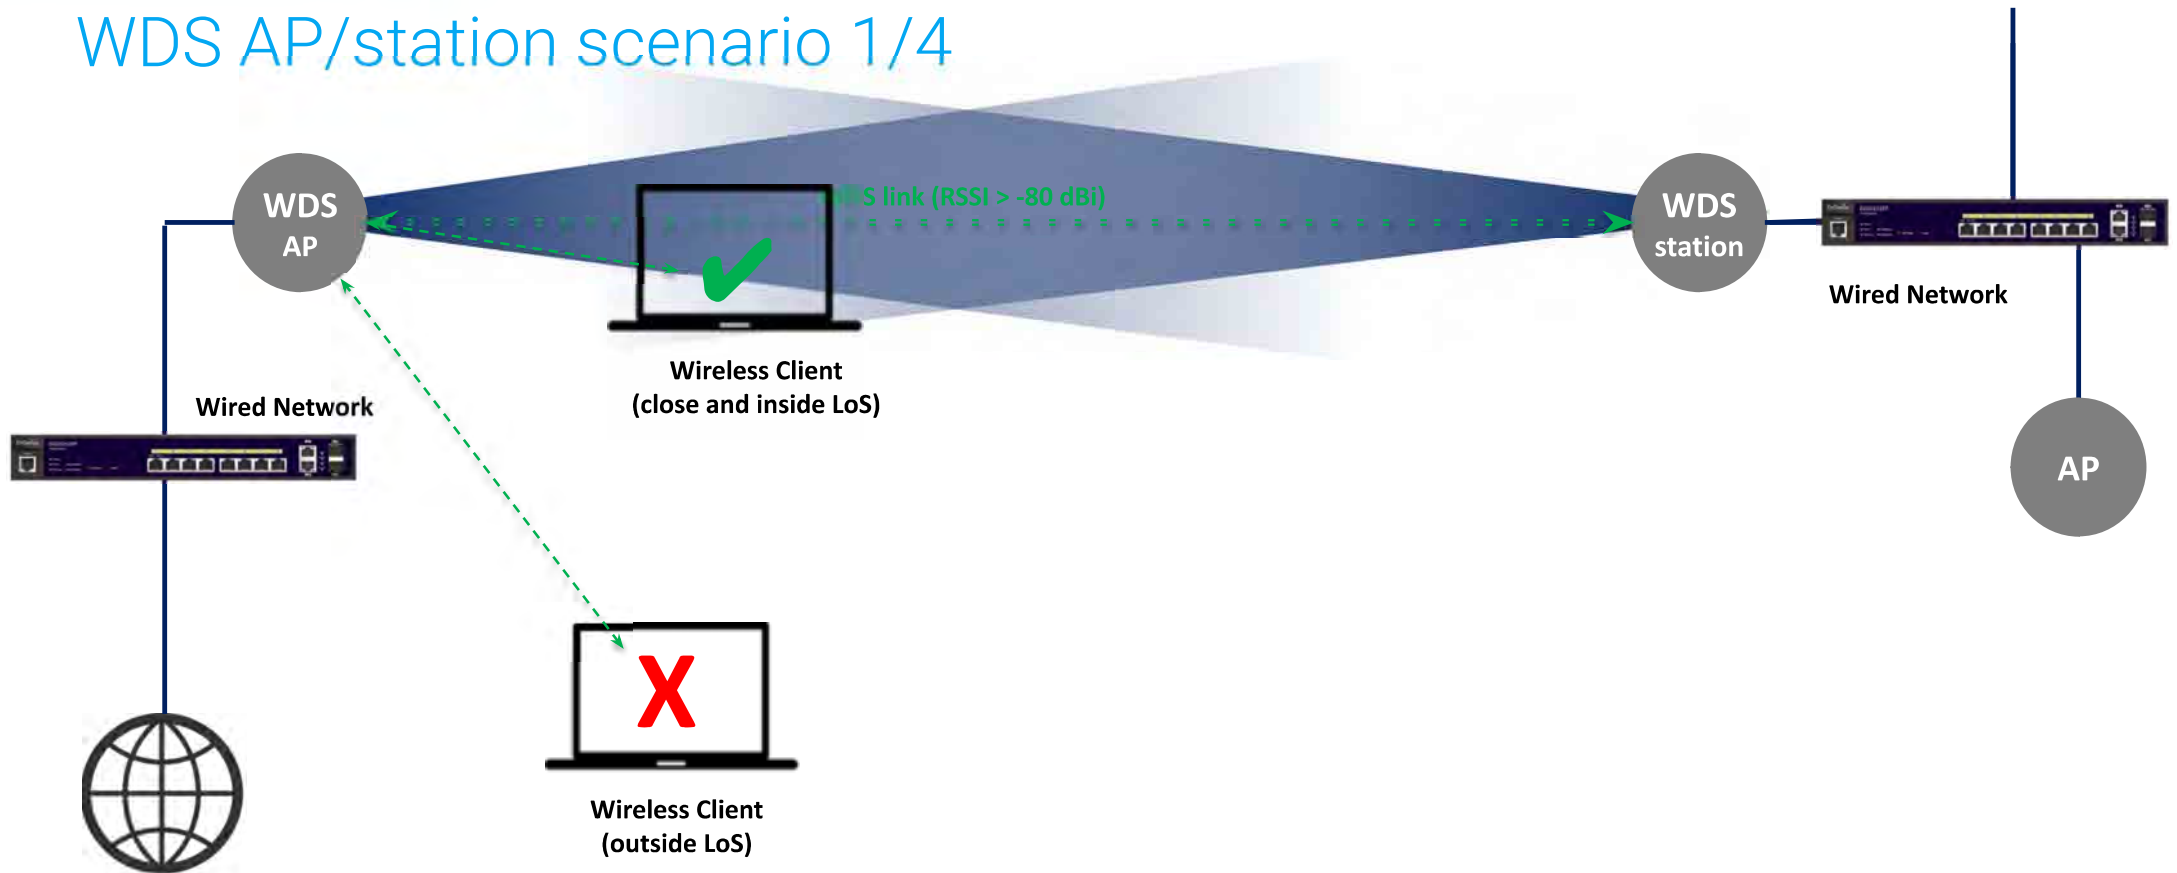 WDS AP/station scenario 1/4
S link (RSSI > -80 dBi)
WDS
AP
WDS
station
Wired Network
Wireless Client
(close and inside LoS)
Wired Network
AP
X
Wireless Client
(outside LoS)